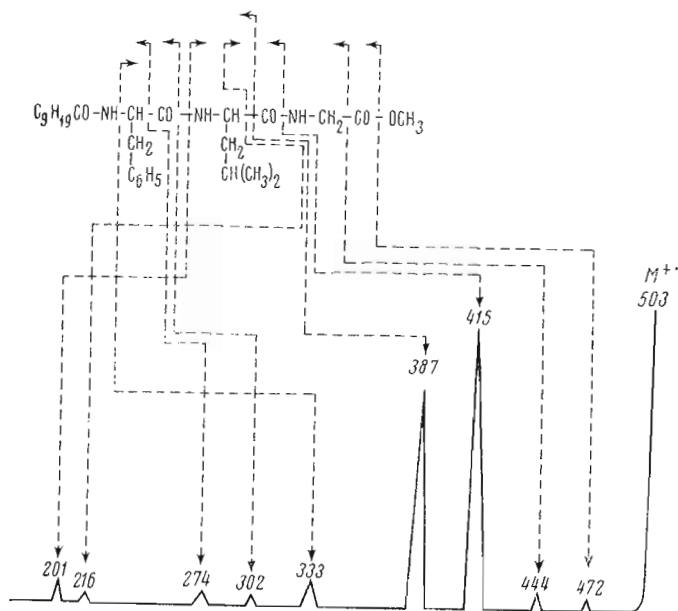 C₉H₁₉CO–NH–CH – CO –NH–CH – CO –NH–CH₂–CO – OCH₃
CH₂ CH₂
C₆H₅ CH(CH₃)₂
M⁺·
503
415
387
201 216 274 302 333 444 472